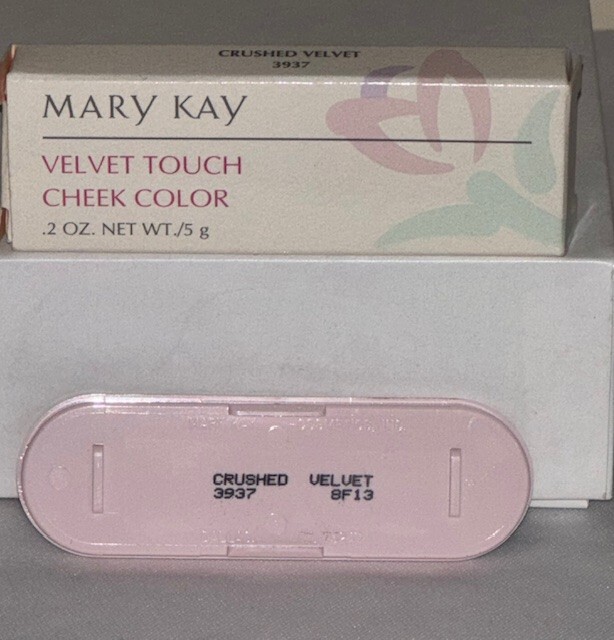 CRUSHED VELVET
3937
MARY KAY
VELVET TOUCH
CHEEK COLOR
.2 OZ. NET WT./5 g
CRUSHED VELVET
3937 8F13